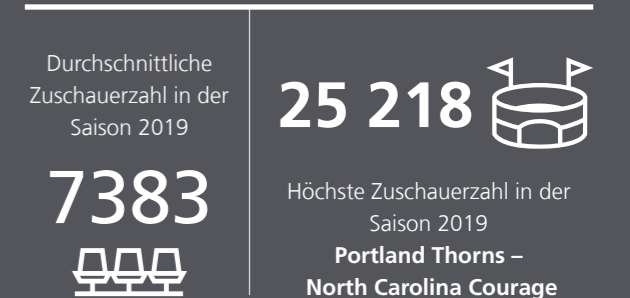 Durchschnittliche
Zuschauerzahl in der
Saison 2019
7383
25 218
Höchste Zuschauerzahl in der
Saison 2019
Portland Thorns –
North Carolina Courage